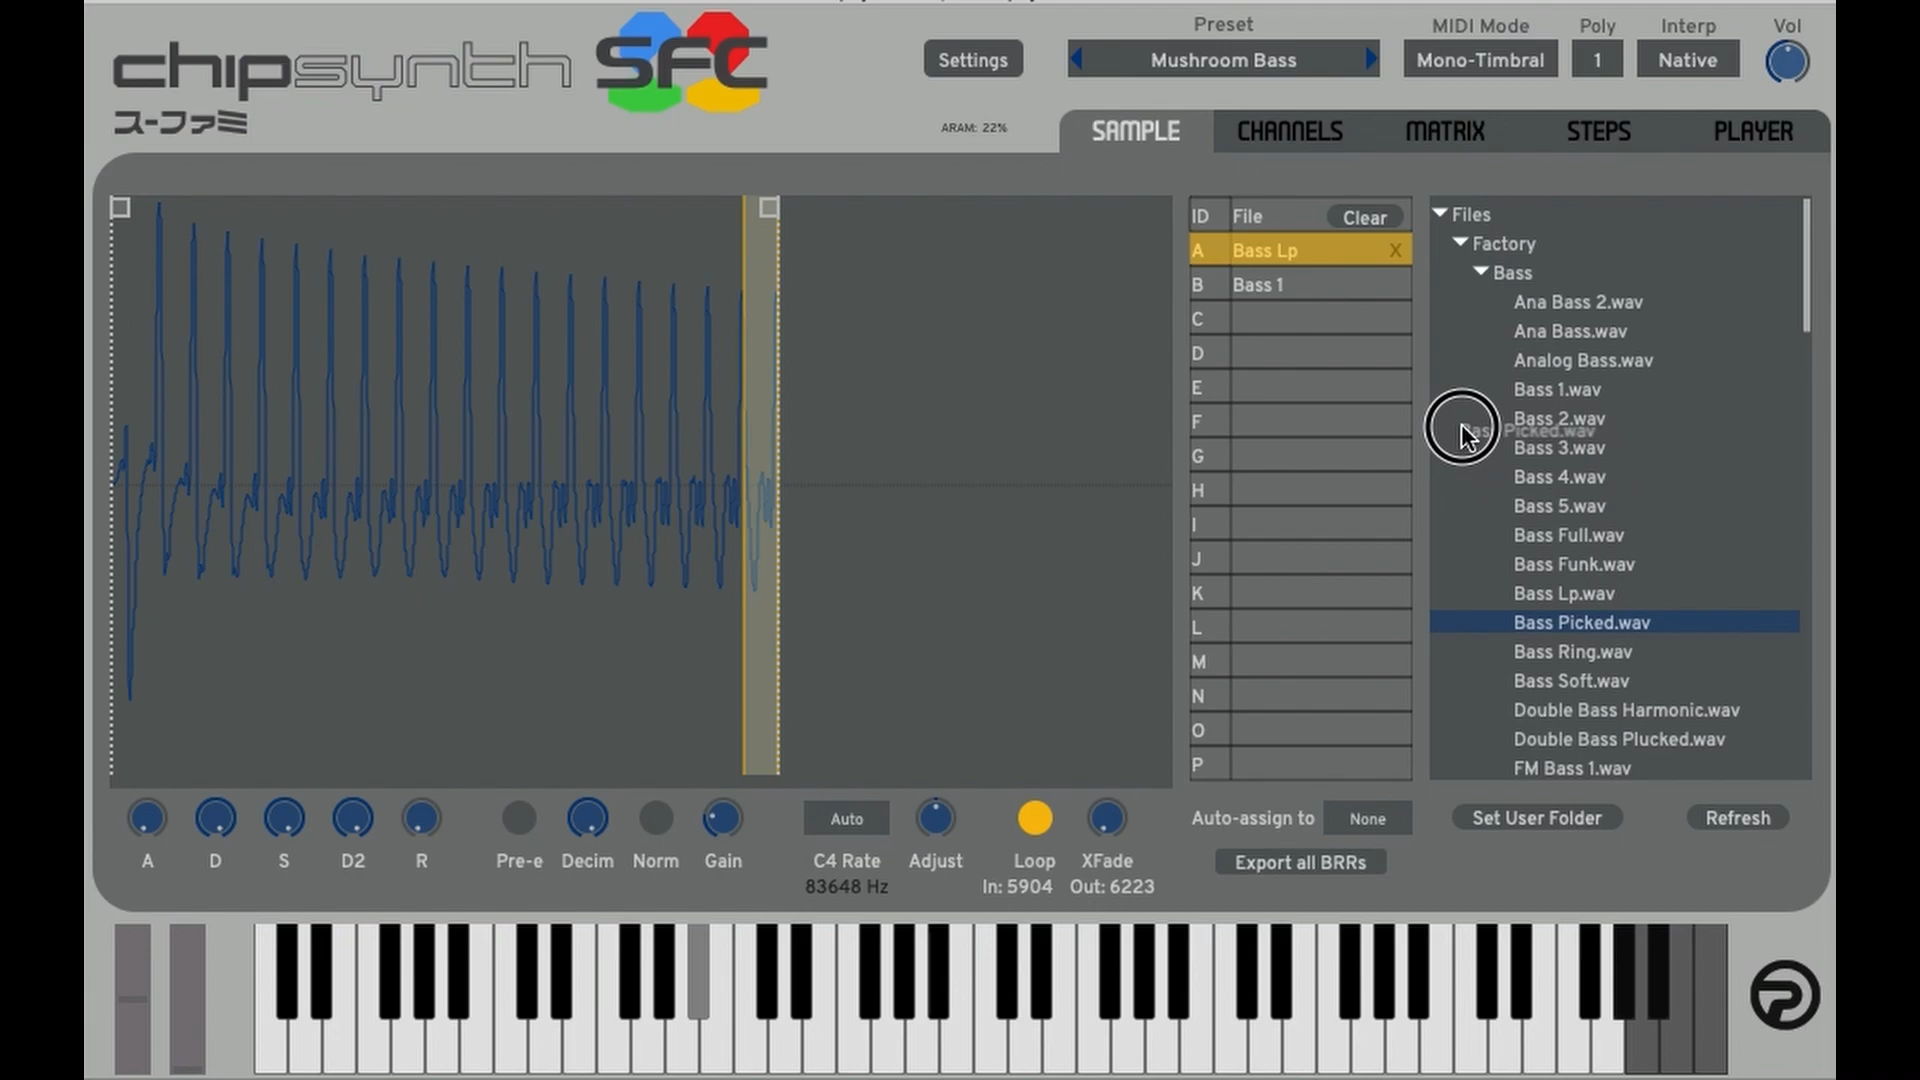 chipsynth SFC
スーファミ
Settings
Preset
Mushroom Bass
MIDI Mode
Mono-Timbral
Poly
1
Interp
Native
Vol
ARAM: 22%
SAMPLE
CHANNELS
MATRIX
STEPS
PLAYER
ID File Clear
A Bass Lp X
B Bass 1
C
D
E
F
G
H
I
J
K
L
M
N
O
P
Files
Factory
Bass
Ana Bass 2.wav
Ana Bass.wav
Analog Bass.wav
Bass 1.wav
Bass 2.wav
Picked.wav
Bass 3.wav
Bass 4.wav
Bass 5.wav
Bass Full.wav
Bass Funk.wav
Bass Lp.wav
Bass Picked.wav
Bass Ring.wav
Bass Soft.wav
Double Bass Harmonic.wav
Double Bass Plucked.wav
FM Bass 1.wav
A
D
S
D2
R
Pre-e
Decim
Norm
Gain
Auto
C4 Rate
83648 Hz
Adjust
Loop
In: 5904
XFade
Out: 6223
Auto-assign to
None
Export all BRRs
Set User Folder
Refresh